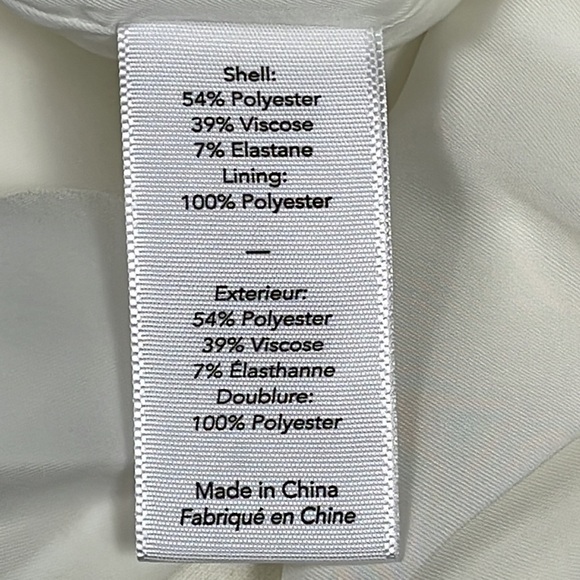 Shell:
54% Polyester
39% Viscose
7% Elastane
Lining:
100% Polyester
—
Exterieur:
54% Polyester
39% Viscose
7% Élasthanne
Doublure:
100% Polyester
Made in China
Fabriqué en Chine